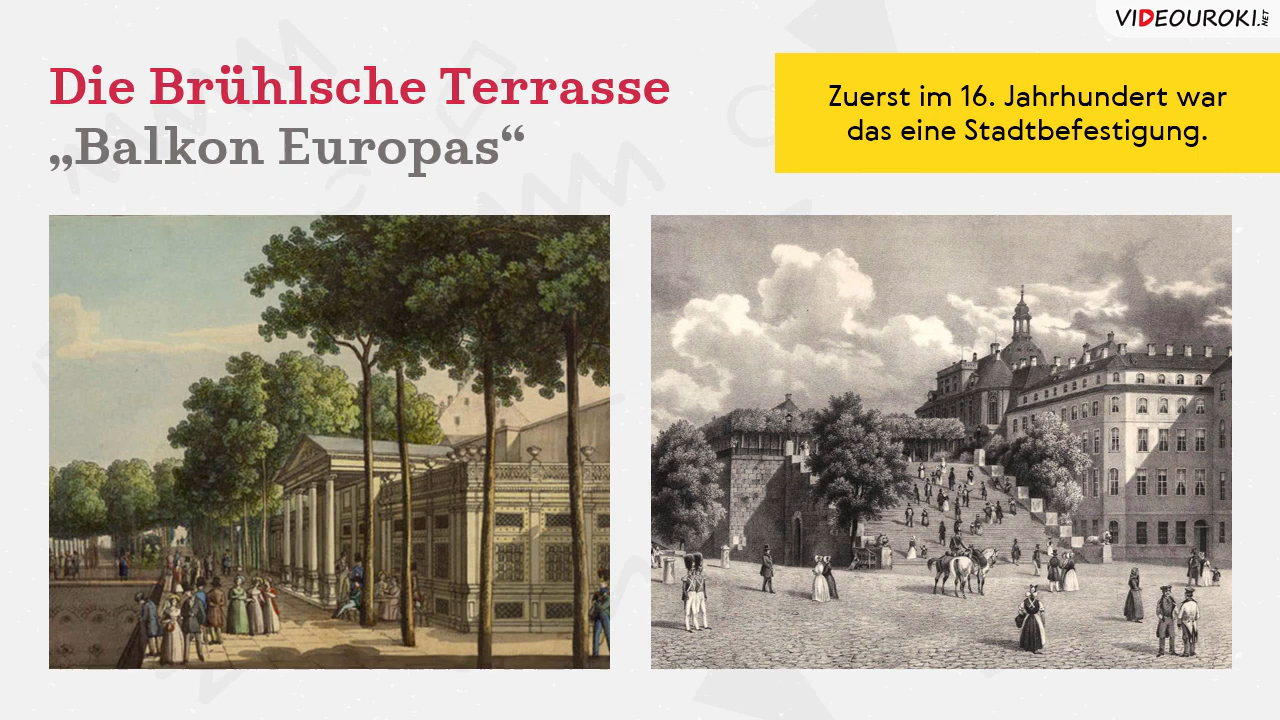 VIDEOUROKI.NET
Die Brühlsche Terrasse
„Balkon Europas“
Zuerst im 16. Jahrhundert war
das eine Stadtbefestigung.